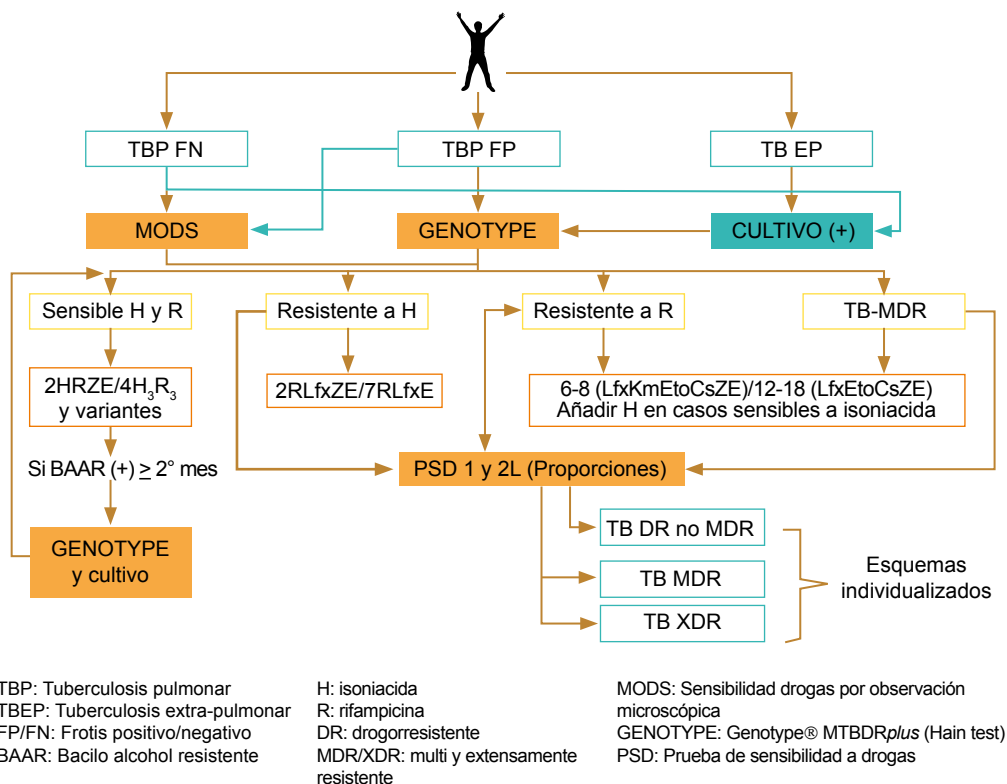 TBP FN
TBP FP
TB EP
MODS
GENOTYPE
CULTIVO (+)
Sensible H y R
Resistente a H
Resistente a R
TB-MDR
2HRZE/4H₃R₃
y variantes
2RLfxZE/7RLfxE
6-8 (LfxKmEtoCsZE)/12-18 (LfxEtoCsZE)
Añadir H en casos sensibles a isoniacida
Si BAAR (+) ≥ 2° mes
PSD 1 y 2L (Proporciones)
GENOTYPE
y cultivo
TB DR no MDR
TB MDR
TB XDR
Esquemas
individualizados
TBP: Tuberculosis pulmonar
TBEP: Tuberculosis extra-pulmonar
FP/FN: Frotis positivo/negativo
BAAR: Bacilo alcohol resistente
H: isoniacida
R: rifampicina
DR: drogorresistente
MDR/XDR: multi y extensamente
resistente
MODS: Sensibilidad drogas por observación
microscópica
GENOTYPE: Genotype® MTBDRplus (Hain test)
PSD: Prueba de sensibilidad a drogas